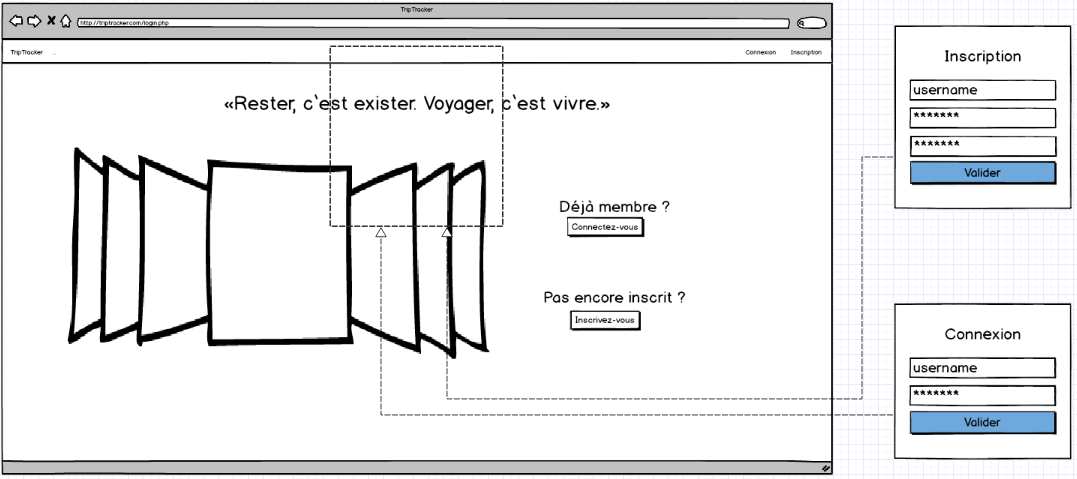 TripTracker
http://triptracker.com/login.php
TripTracker ...
Connexion
Inscription
«Rester, c`est exister. Voyager, c`est vivre.»
Déjà membre ?
Connectez-vous
Pas encore inscrit ?
Inscrivez-vous
Inscription
username
*******
*******
Valider
Connexion
username
*******
Valider